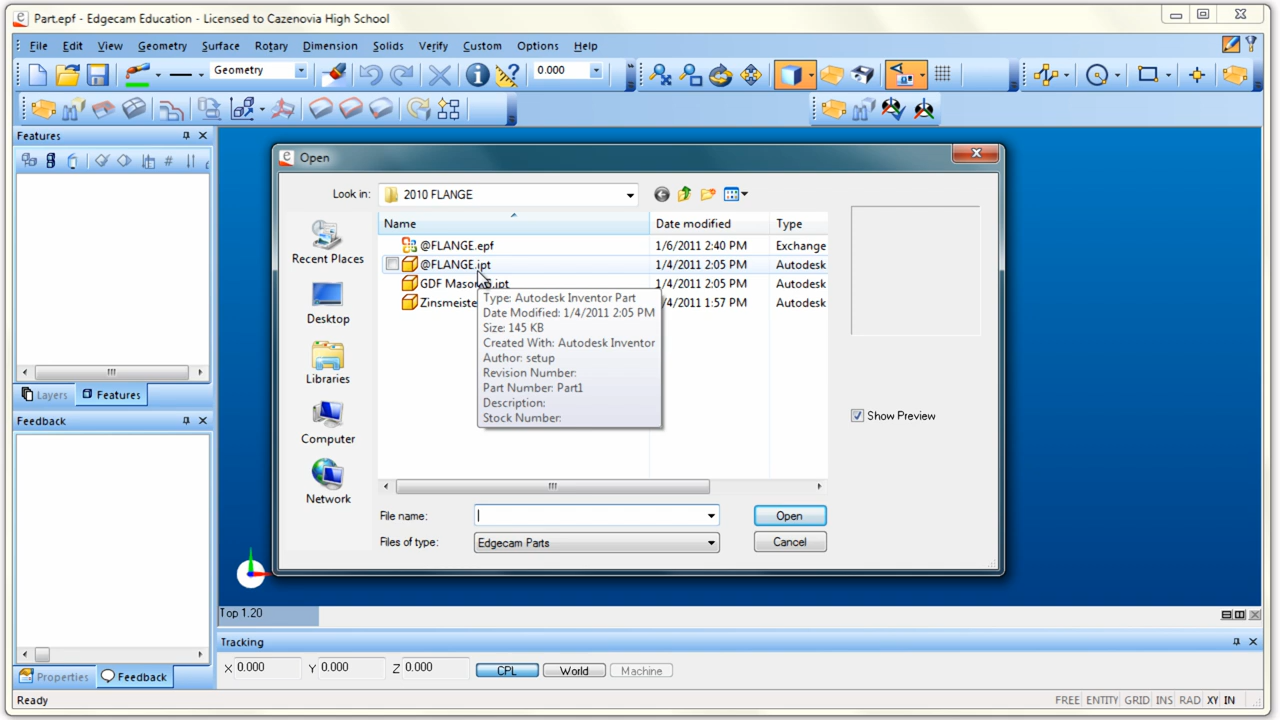 Part.epf - Edgecam Education - Licensed to Cazenovia High School
File Edit View Geometry Surface Rotary Dimension Solids Verify Custom Options Help
Geometry 0.000
Features
Open
Look in: 2010 FLANGE
Name Date modified Type
@FLANGE.epf 1/6/2011 2:40 PM Exchange
@FLANGE.ipt 1/4/2011 2:05 PM Autodesk
1/4/2011 2:05 PM Autodesk
/4/2011 1:57 PM Autodesk
Type: Autodesk Inventor Part
Date Modified: 1/4/2011 2:05 PM
Size: 145 KB
Created With: Autodesk Inventor
Author: setup
Revision Number:
Part Number: Part1
Description:
Stock Number:
Recent Places
Desktop
Libraries
Computer
Network
Show Preview
File name: Open
Files of type: Edgecam Parts Cancel
Layers Features
Feedback
Top 1.20
Tracking
X 0.000 Y 0.000 Z 0.000 CPL World Machine
Properties Feedback
Ready FREE ENTITY GRID INS RAD XY IN